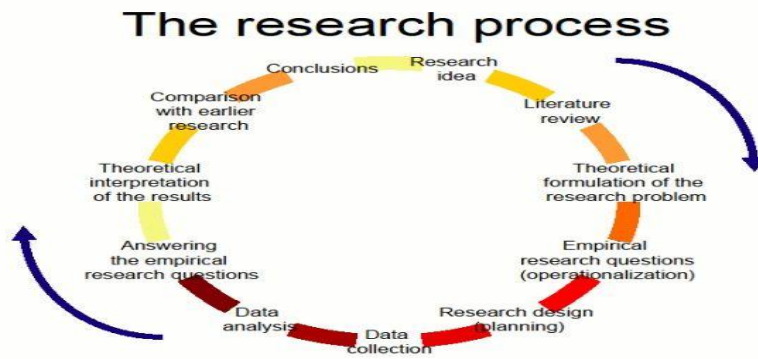 The research process
Research
idea
Literature
review
Theoretical
formulation of the
research problem
Empirical
research questions
(operationalization)
Research design
(planning)
Data
collection
Data
analysis
Answering
the empirical
research questions
Theoretical
interpretation
of the results
Comparison
with earlier
research
Conclusions